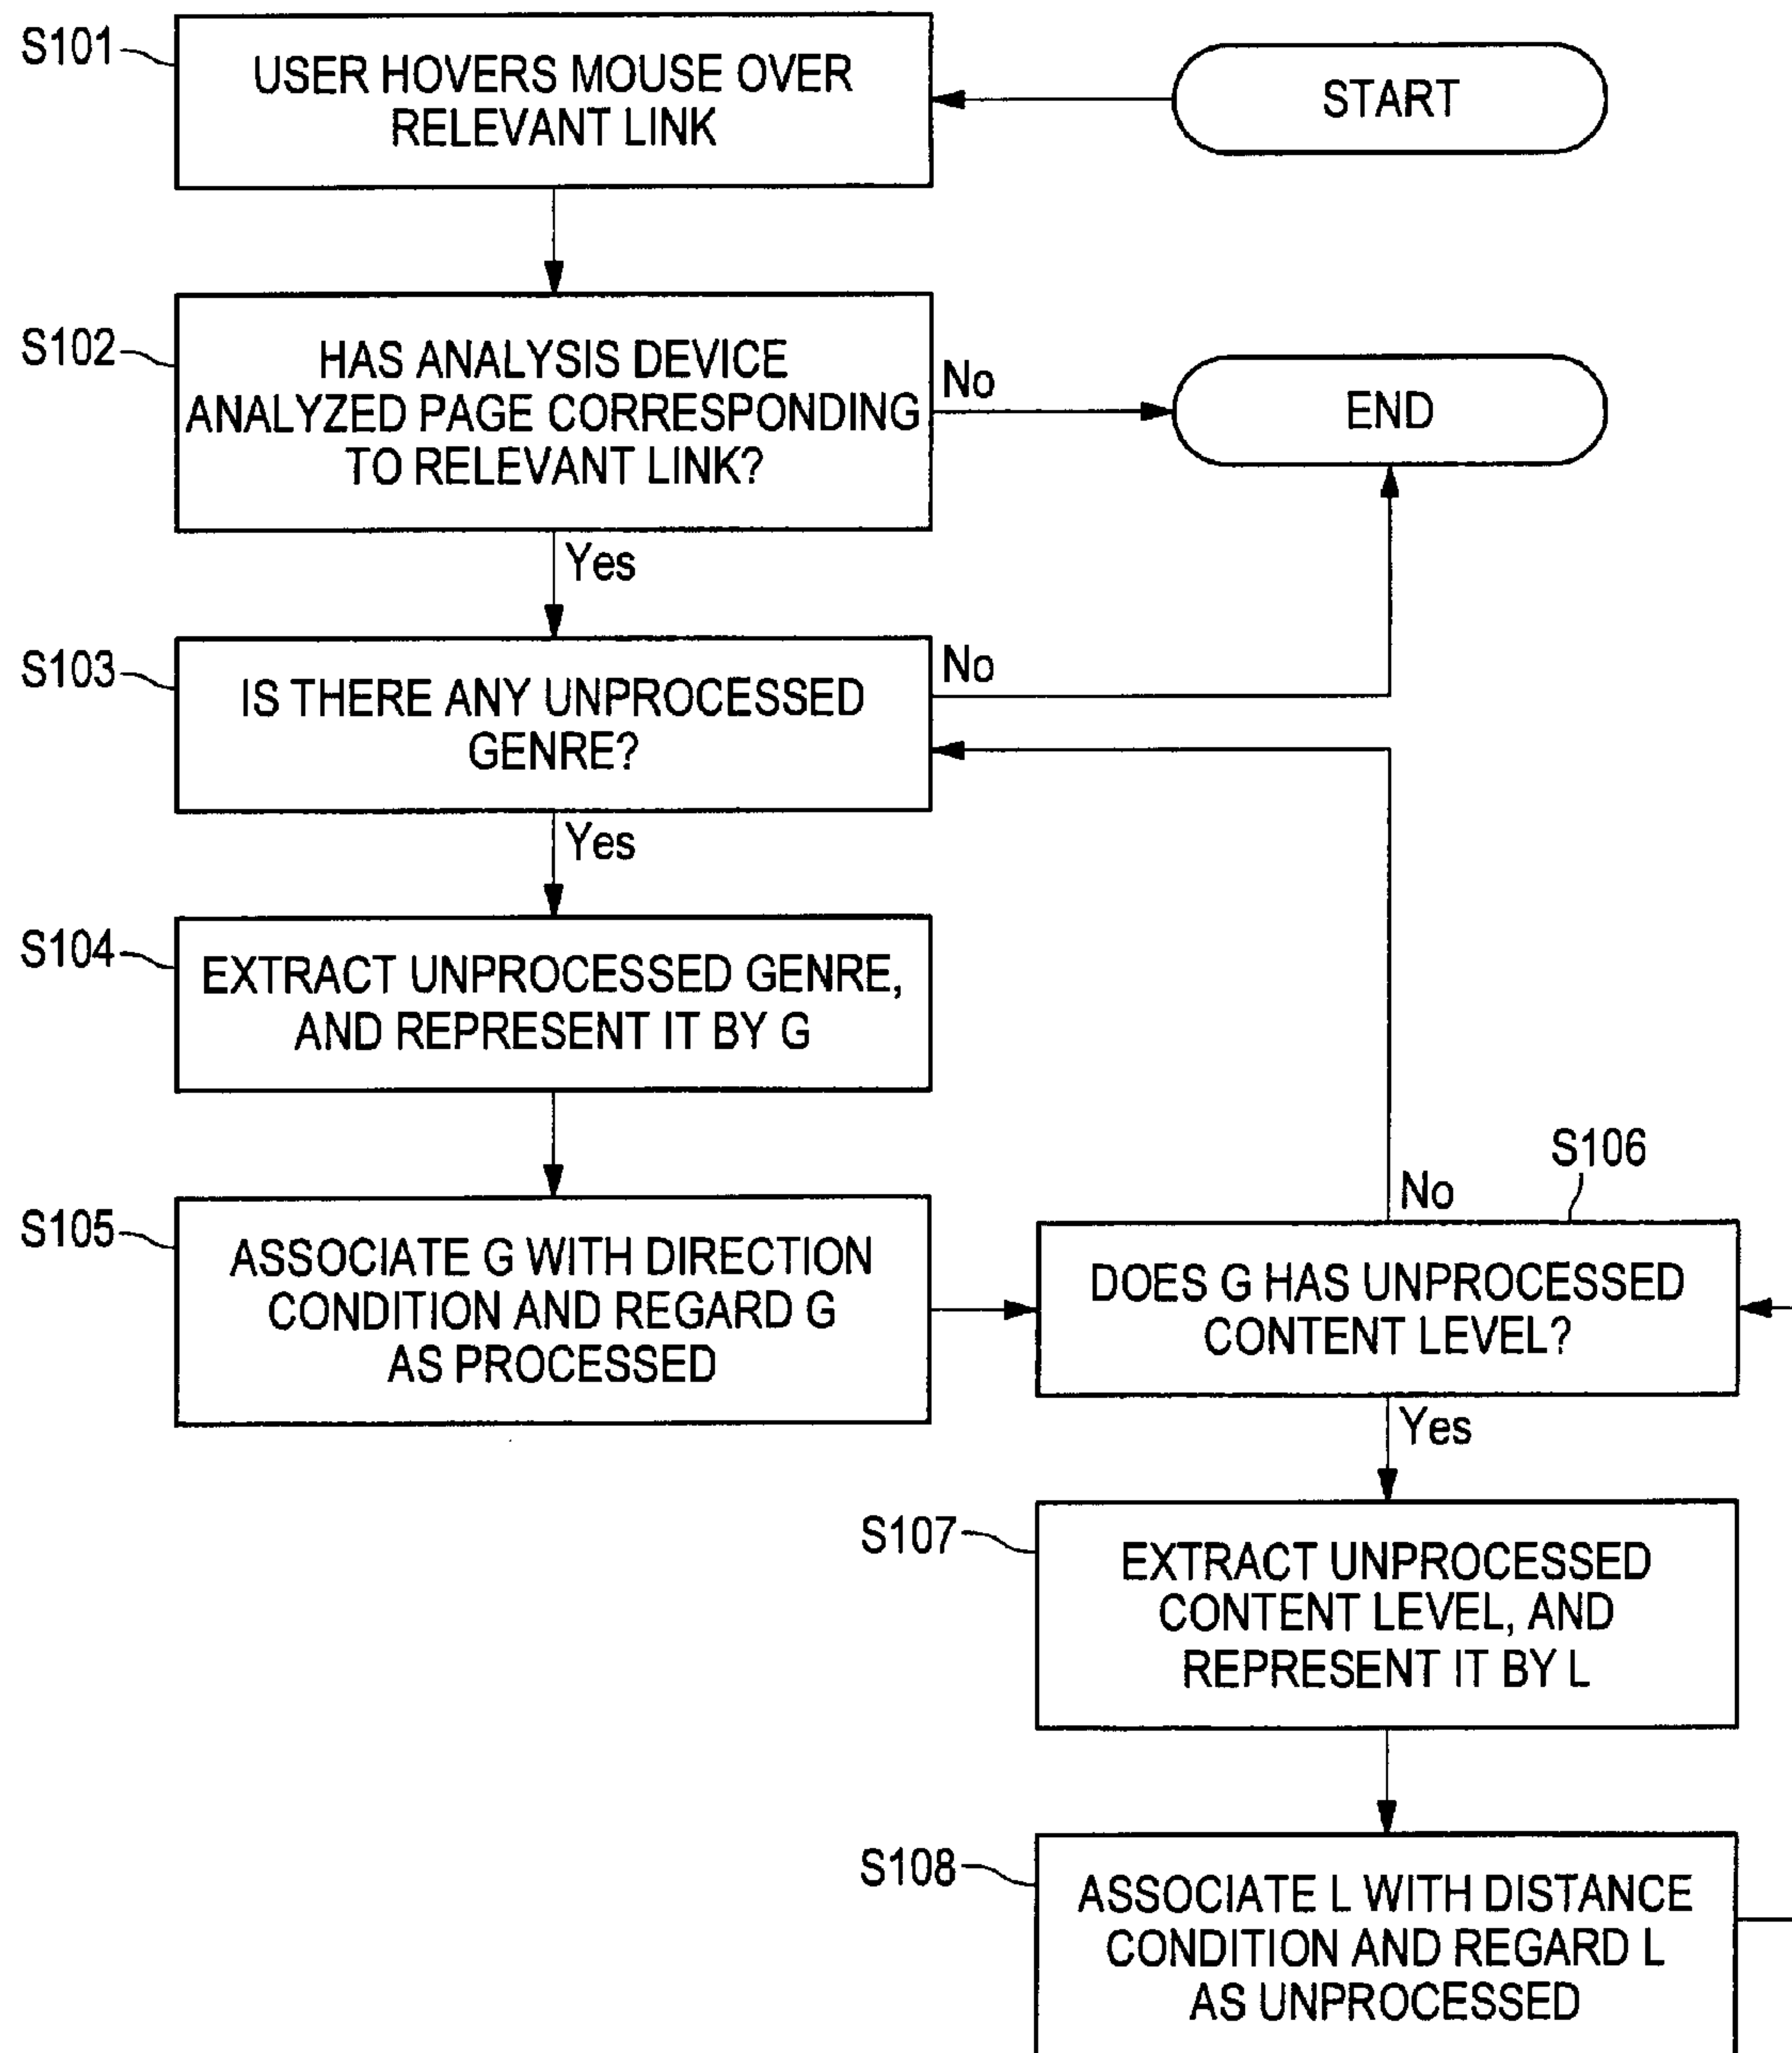 S101
USER HOVERS MOUSE OVER
RELEVANT LINK
START
S102
HAS ANALYSIS DEVICE
ANALYZED PAGE CORRESPONDING
TO RELEVANT LINK?
No
END
Yes
S103
IS THERE ANY UNPROCESSED
GENRE?
No
Yes
S104
EXTRACT UNPROCESSED GENRE,
AND REPRESENT IT BY G
S105
ASSOCIATE G WITH DIRECTION
CONDITION AND REGARD G
AS PROCESSED
S106
No
DOES G HAS UNPROCESSED
CONTENT LEVEL?
Yes
S107
EXTRACT UNPROCESSED
CONTENT LEVEL, AND
REPRESENT IT BY L
S108
ASSOCIATE L WITH DISTANCE
CONDITION AND REGARD L
AS UNPROCESSED